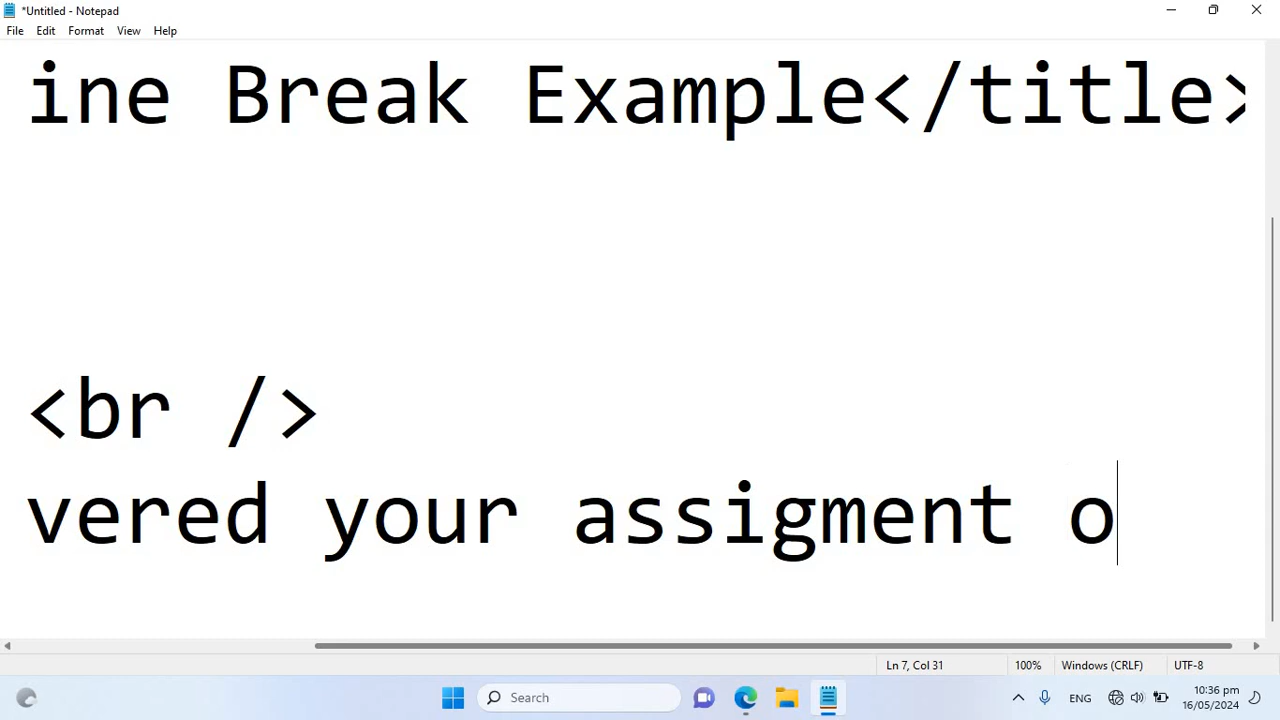 *Untitled - Notepad
File Edit Format View Help
ine Break Example</title>
<br />
vered your assigment o
Ln 7, Col 31 100% Windows (CRLF) UTF-8
Search ENG 10:36 pm
16/05/2024